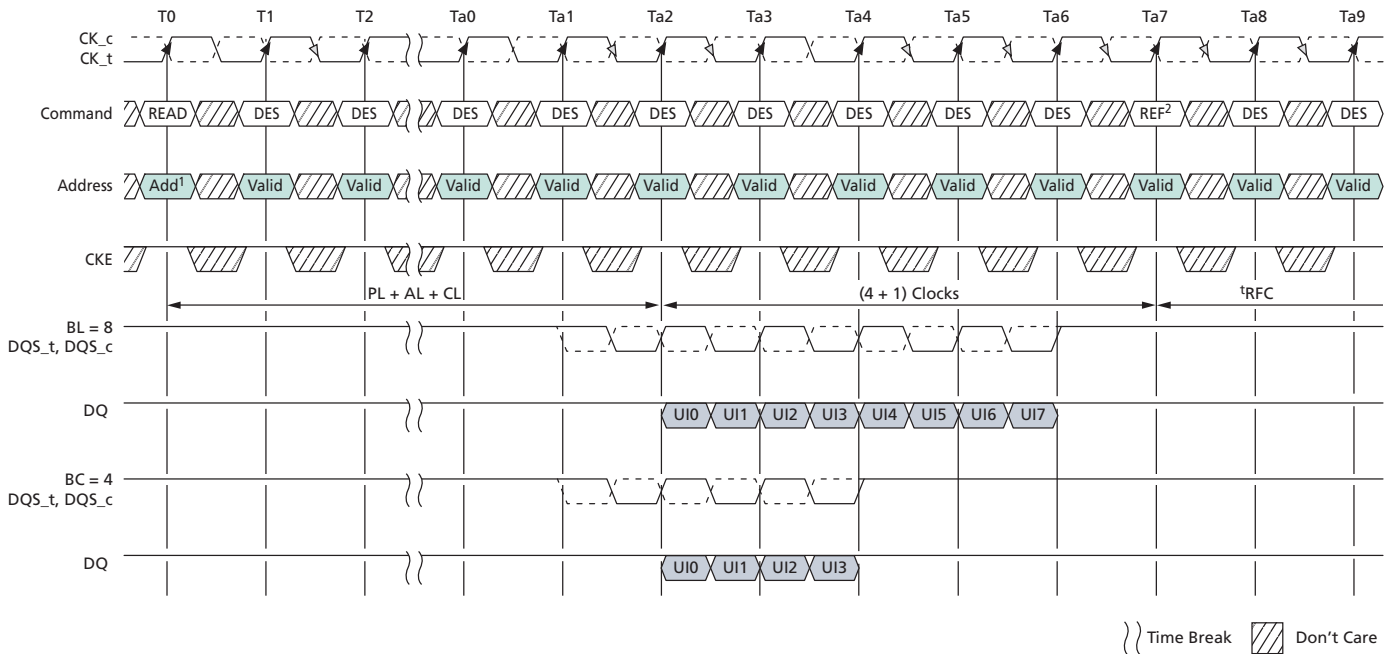 T0 T1 T2 Ta0 Ta1 Ta2 Ta3 Ta4 Ta5 Ta6 Ta7 Ta8 Ta9
CK_c
CK_t
Command READ DES DES DES DES DES DES DES DES DES REF² DES DES
Address Add¹ Valid Valid Valid Valid Valid Valid Valid Valid Valid Valid Valid Valid
CKE
PL + AL + CL (4 + 1) Clocks ᵗRFC
BL = 8
DQS_t, DQS_c
DQ UI0 UI1 UI2 UI3 UI4 UI5 UI6 UI7
BC = 4
DQS_t, DQS_c
DQ UI0 UI1 UI2 UI3
Time Break Don't Care